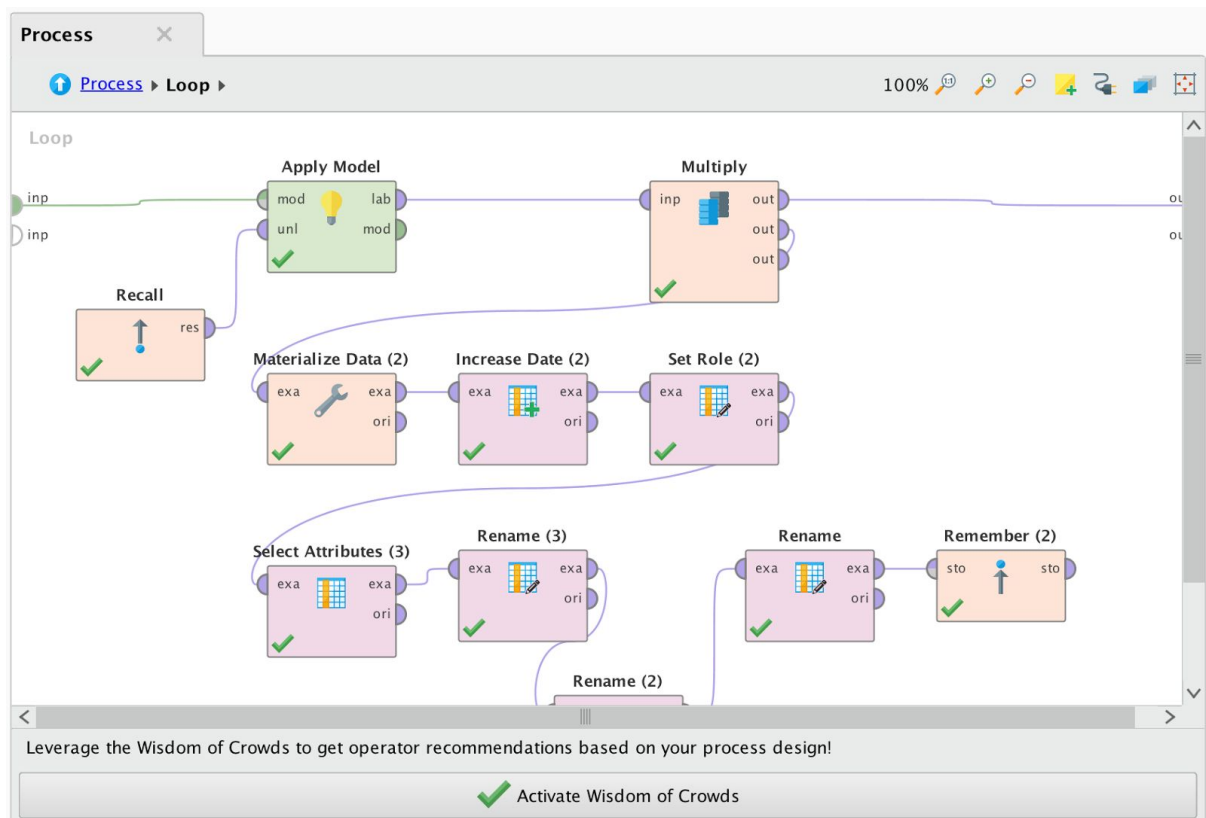 Process
Process Loop
100%
Loop
Apply Model
Multiply
inp
mod
lab
inp
out
inp
unl
mod
out
out
Recall
res
Materialize Data (2)
Increase Date (2)
Set Role (2)
exa
exa
exa
exa
exa
exa
ori
ori
ori
Select Attributes (3)
Rename (3)
Rename
Remember (2)
exa
exa
exa
exa
exa
exa
sto
sto
ori
ori
ori
Rename (2)
Leverage the Wisdom of Crowds to get operator recommendations based on your process design!
Activate Wisdom of Crowds